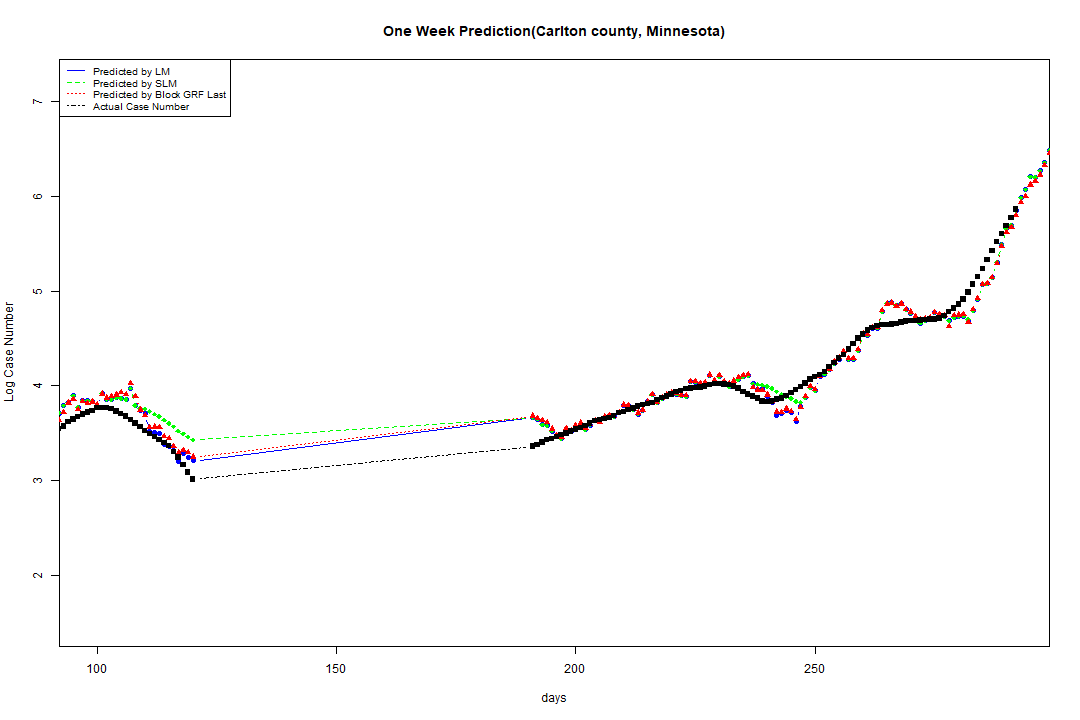 One Week Prediction(Carlton county, Minnesota)
Predicted by LM
Predicted by SLM
Predicted by Block GRF Last
Actual Case Number
7
6
5
4
3
2
Log Case Number
100
150
200
250
days